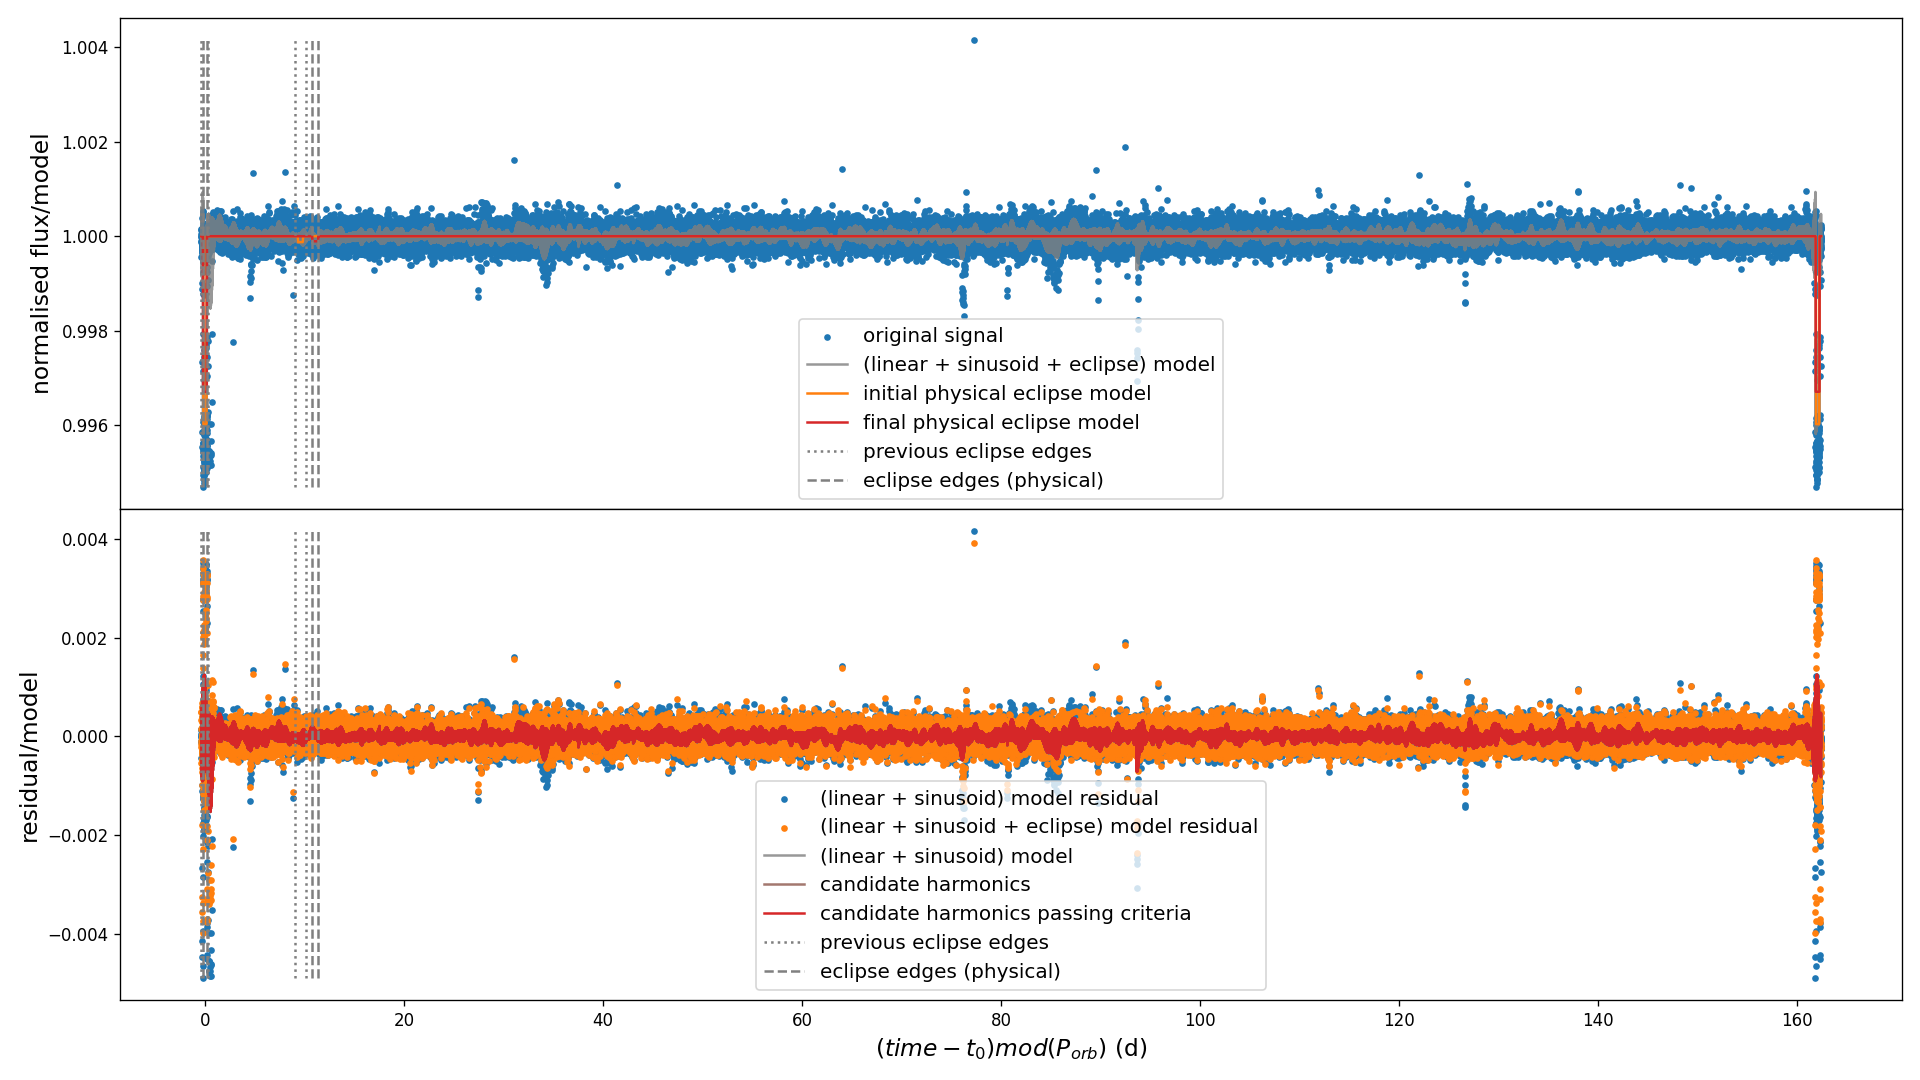 normalised flux/model
1.004
1.002
1.000
0.998
0.996
original signal
(linear + sinusoid + eclipse) model
initial physical eclipse model
final physical eclipse model
previous eclipse edges
eclipse edges (physical)
residual/model
0.004
0.002
0.000
−0.002
−0.004
(linear + sinusoid) model residual
(linear + sinusoid + eclipse) model residual
(linear + sinusoid) model
candidate harmonics
candidate harmonics passing criteria
previous eclipse edges
eclipse edges (physical)
0 20 40 60 80 100 120 140 160
(time − t₀)mod(Pₒᵣb) (d)